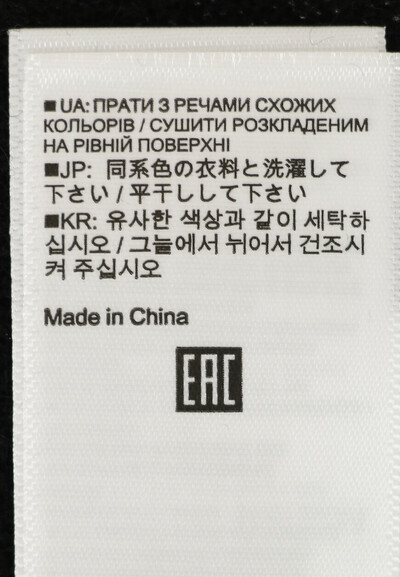 ■ UA: ПРАТИ З РЕЧАМИ СХОЖИХ
КОЛЬОРІВ / СУШИТИ РОЗКЛАДЕНИМ
НА РІВНІЙ ПОВЕРХНІ
■JP: 同系色の衣料と洗濯して
下さい / 平干しして下さい
■KR: 유사한 색상과 같이 세탁하
십시오 / 그늘에서 뉘어서 건조시
켜 주십시오
Made in China
EAC